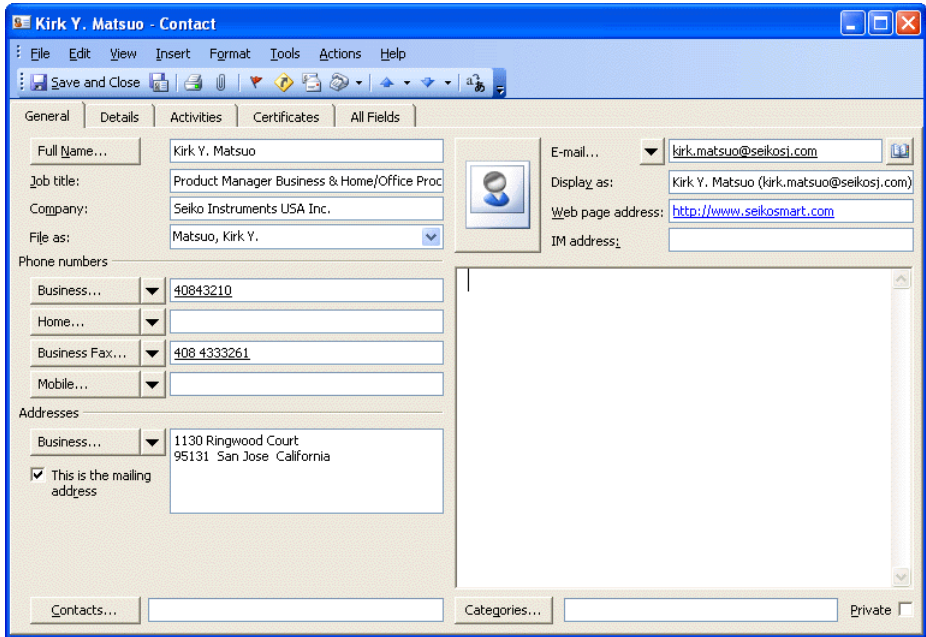 Kirk Y. Matsuo - Contact
File Edit View Insert Format Tools Actions Help
Save and Close
General Details Activities Certificates All Fields
Full Name... Kirk Y. Matsuo
Job title: Product Manager Business & Home/Office Proc
Company: Seiko Instruments USA Inc.
File as: Matsuo, Kirk Y.
E-mail... kirk.matsuo@seikosj.com
Display as: Kirk Y. Matsuo (kirk.matsuo@seikosj.com)
Web page address: http://www.seikosmart.com
IM address:
Phone numbers
Business... 40843210
Home...
Business Fax... 408 4333261
Mobile...
Addresses
Business... 1130 Ringwood Court
95131 San Jose California
This is the mailing
address
Contacts... Categories... Private